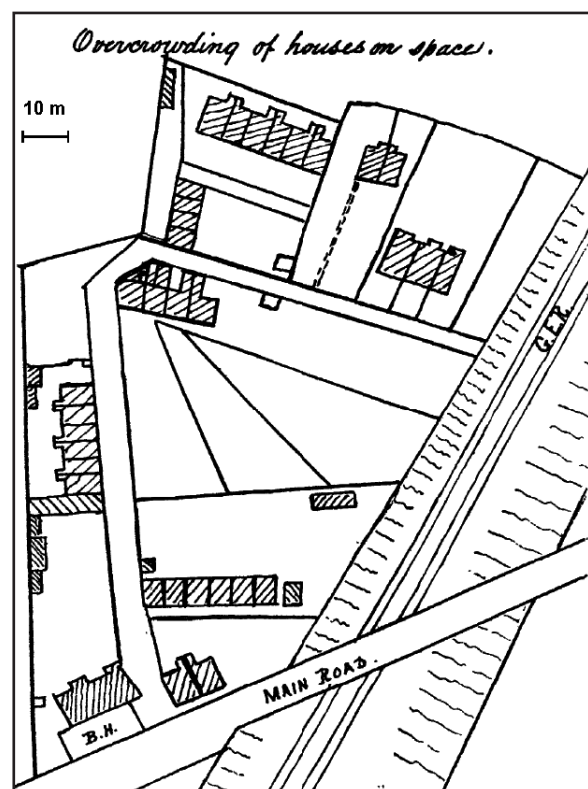 Overcrowding of houses on space.
10 m
G.E.R.
MAIN ROAD.
B.H.